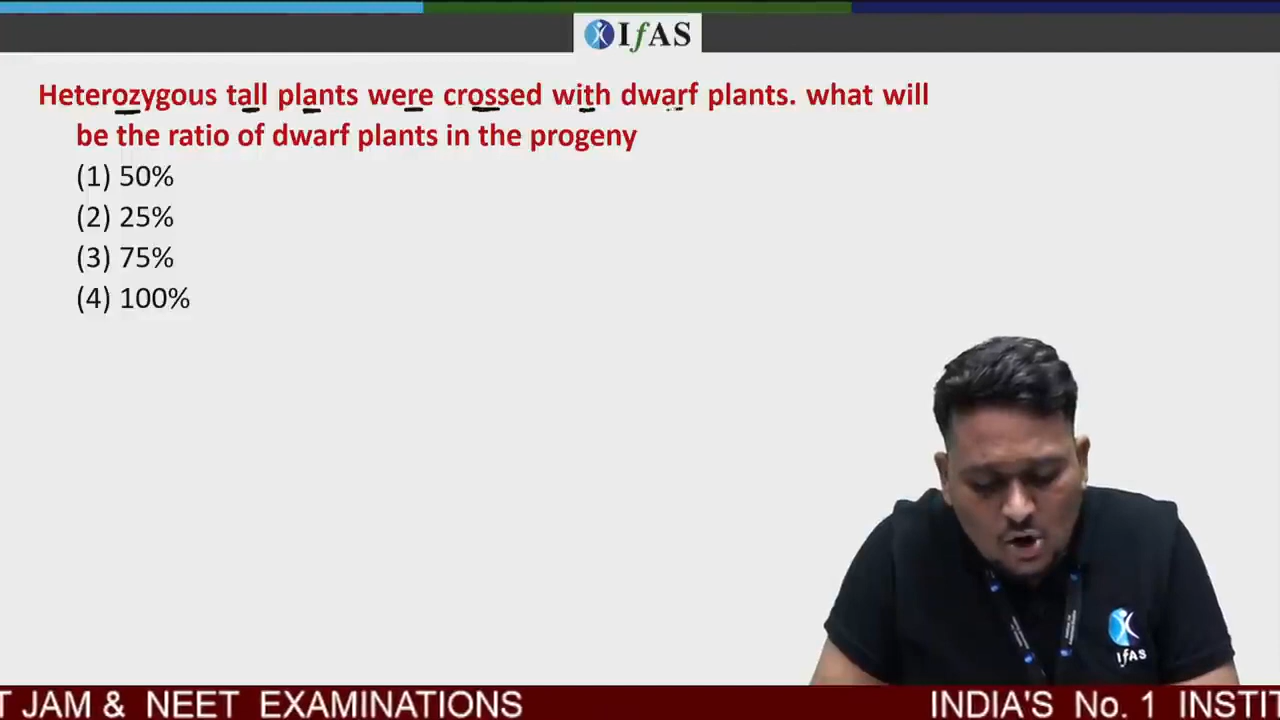 IfAS
Heterozygous tall plants were crossed with dwarf plants. what will
be the ratio of dwarf plants in the progeny
(1) 50%
(2) 25%
(3) 75%
(4) 100%
IfAS
T JAM & NEET EXAMINATIONS INDIA'S No. 1 INSTIT